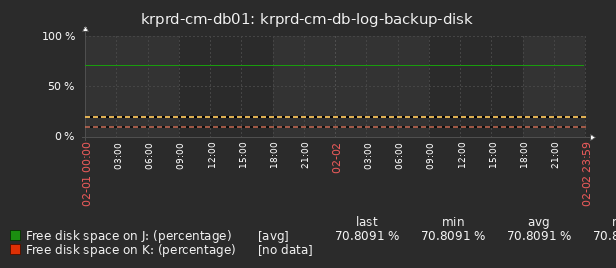 krprd-cm-db01: krprd-cm-db-log-backup-disk
100 %
50 %
0 %
02-01 00:00 03:00 06:00 09:00 12:00 15:00 18:00 21:00 02-02 03:00 06:00 09:00 12:00 15:00 18:00 21:00 02-02 23:59
last min avg
Free disk space on J: (percentage) [avg] 70.8091 % 70.8091 % 70.8091 % 70.8
Free disk space on K: (percentage) [no data]